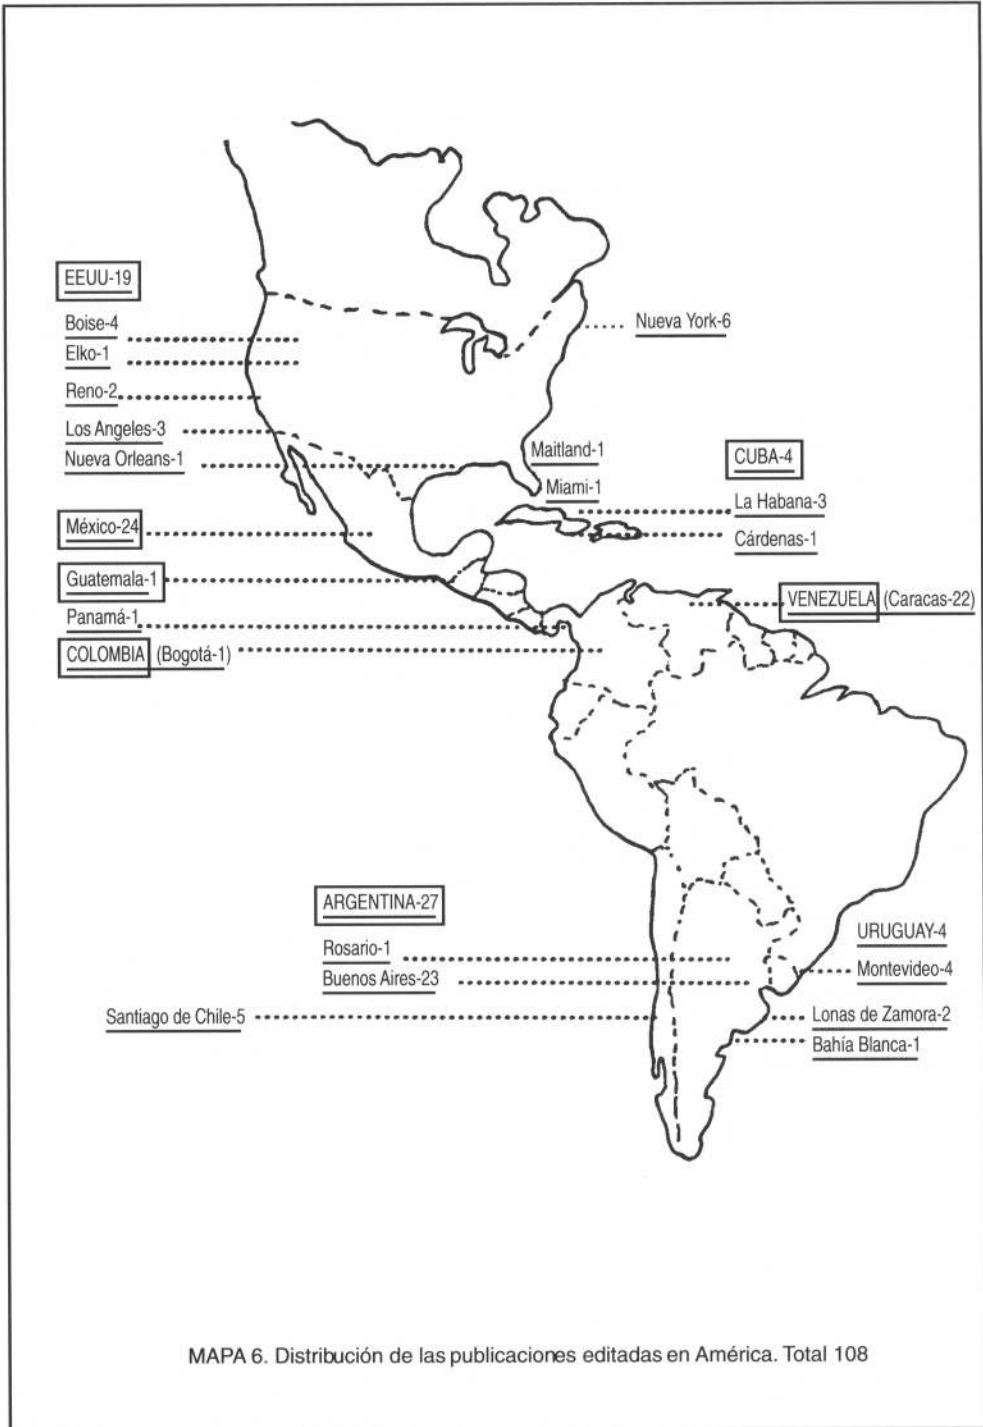 EEUU-19
Boise-4
Nueva York-6
Elko-1
Reno-2
Los Angeles-3
Nueva Orleans-1
Maitland-1
Miami-1
CUBA-4
La Habana-3
Cárdenas-1
México-24
Guatemala-1
Panamá-1
COLOMBIA (Bogotá-1)
VENEZUELA (Caracas-22)
ARGENTINA-27
Rosario-1
Buenos Aires-23
Santiago de Chile-5
URUGUAY-4
Montevideo-4
Lonas de Zamora-2
Bahía Blanca-1
MAPA 6. Distribución de las publicaciones editadas en América. Total 108